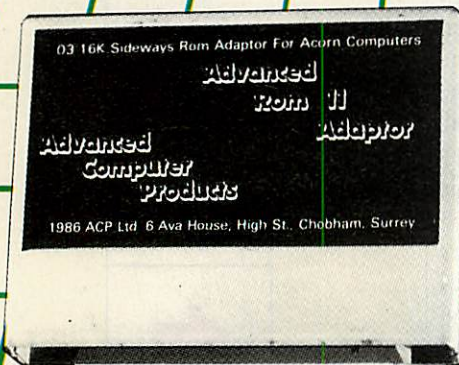 03 16K Sideways Rom Adaptor For Acorn Computers
Advanced
Rom 11
Adaptor
Advanced
Computer
Products
1986 ACP Ltd 6 Ava House, High St., Chobham, Surrey